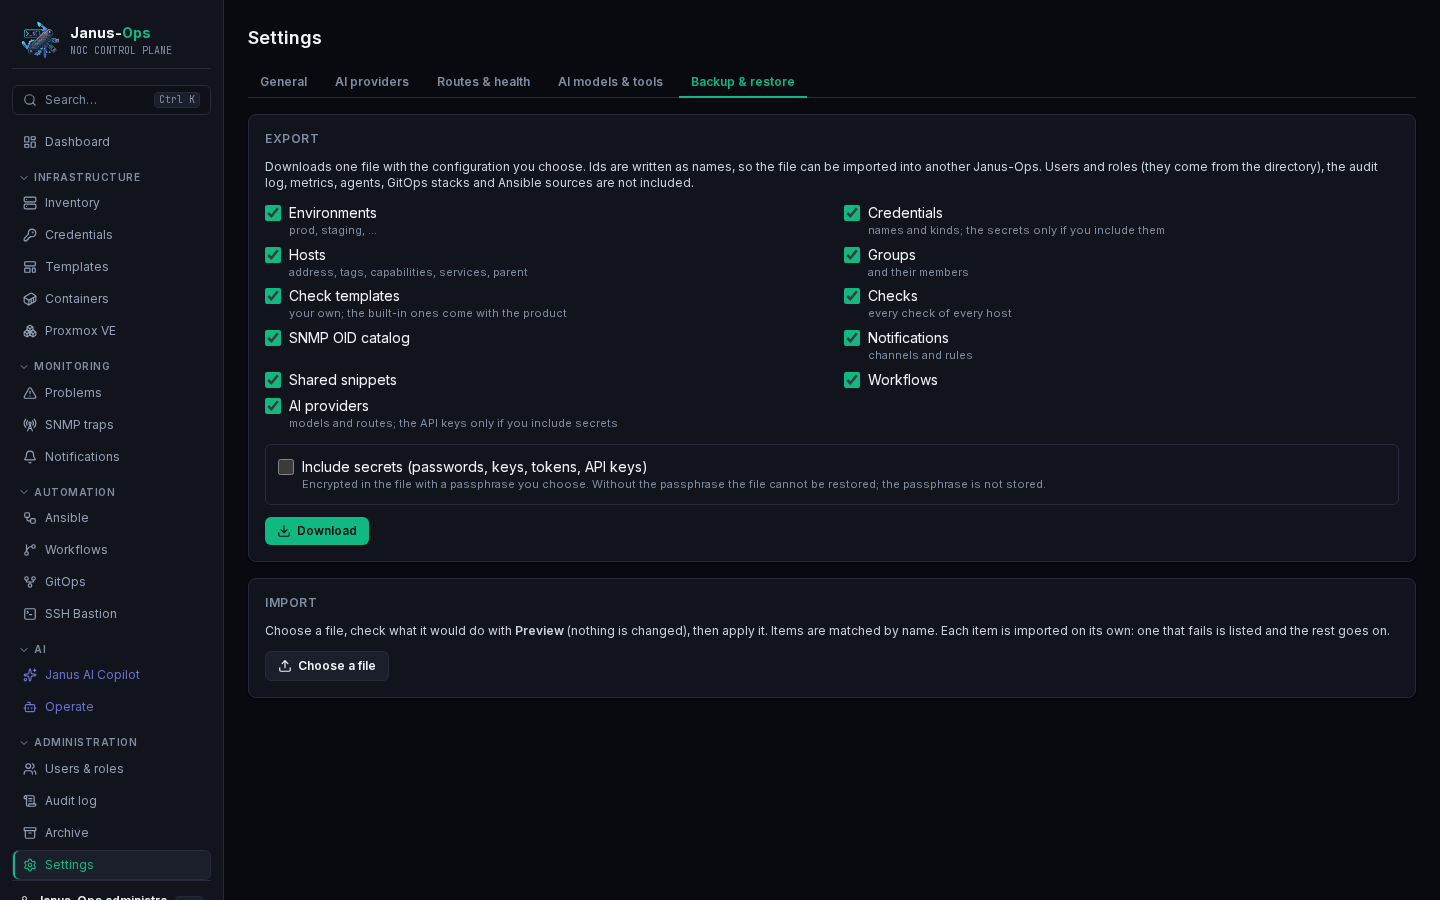 Janus-Ops
NOC CONTROL PLANE
Search...
Ctrl K
Dashboard
INFRASTRUCTURE
Inventory
Credentials
Templates
Containers
Proxmox VE
MONITORING
Problems
SNMP traps
Notifications
AUTOMATION
Ansible
Workflows
GitOps
SSH Bastion
AI
Janus AI Copilot
Operate
ADMINISTRATION
Users & roles
Audit log
Archive
Settings
Janus-Ops administra
Settings
General
AI providers
Routes & health
AI models & tools
Backup & restore
EXPORT
Downloads one file with the configuration you choose. Ids are written as names, so the file can be imported into another Janus-Ops. Users and roles (they come from the directory), the audit
log, metrics, agents, GitOps stacks and Ansible sources are not included.
Environments
prod, staging, ...
Credentials
names and kinds; the secrets only if you include them
Hosts
address, tags, capabilities, services, parent
Groups
and their members
Check templates
your own; the built-in ones come with the product
Checks
every check of every host
SNMP OID catalog
Notifications
channels and rules
Shared snippets
Workflows
AI providers
models and routes; the API keys only if you include secrets
Include secrets (passwords, keys, tokens, API keys)
Encrypted in the file with a passphrase you choose. Without the passphrase the file cannot be restored; the passphrase is not stored.
Download
IMPORT
Choose a file, check what it would do with Preview (nothing is changed), then apply it. Items are matched by name. Each item is imported on its own: one that fails is listed and the rest goes on.
Choose a file